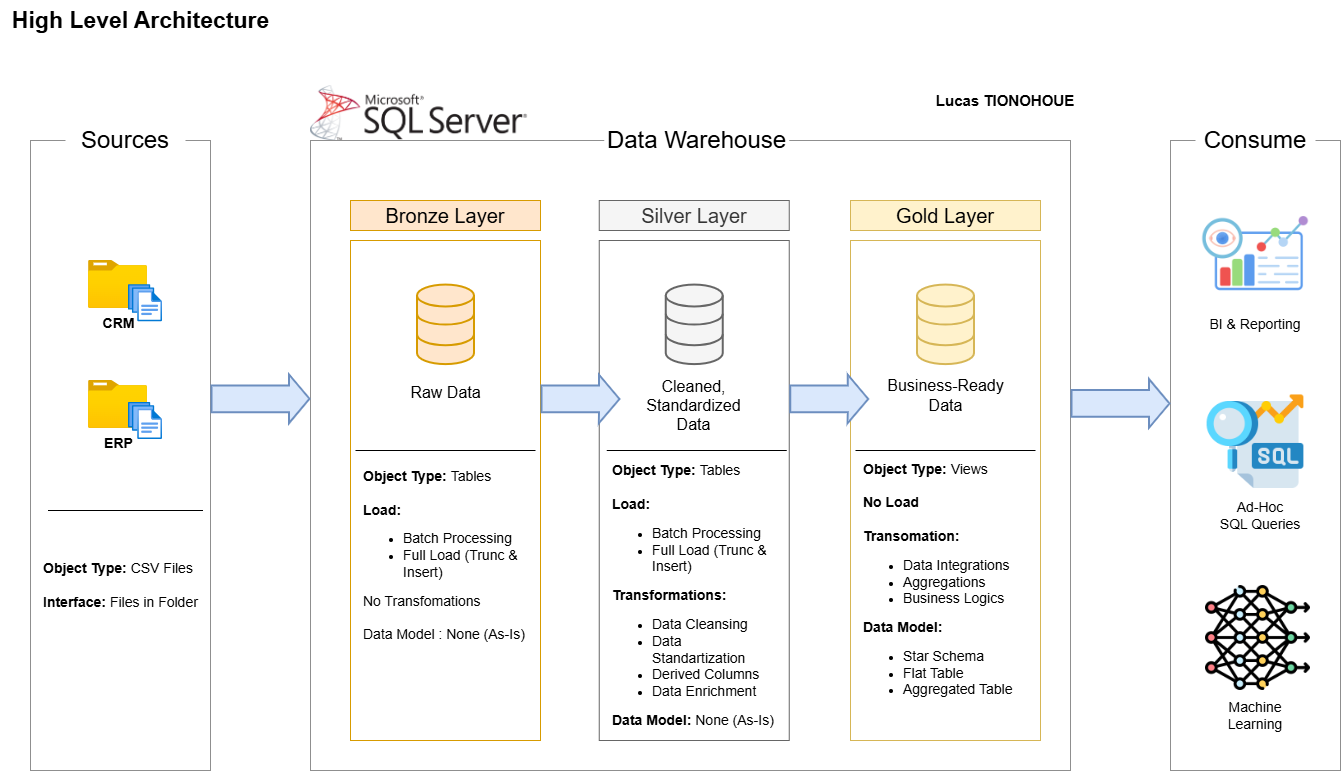 High Level Architecture
Microsoft®
SQL Server®
Lucas TIONOHOUE
Sources
Data Warehouse
Consume
CRM
ERP
Object Type: CSV Files
Interface: Files in Folder
Bronze Layer
Raw Data
Object Type: Tables
Load:
Batch Processing
Full Load (Trunc &
Insert)
No Transfomations
Data Model : None (As-Is)
Silver Layer
Cleaned,
Standardized
Data
Object Type: Tables
Load:
Batch Processing
Full Load (Trunc &
Insert)
Transformations:
Data Cleansing
Data
Standartization
Derived Columns
Data Enrichment
Data Model: None (As-Is)
Gold Layer
Business-Ready
Data
Object Type: Views
No Load
Transomation:
Data Integrations
Aggregations
Business Logics
Data Model:
Star Schema
Flat Table
Aggregated Table
BI & Reporting
SQL
Ad-Hoc
SQL Queries
Machine
Learning